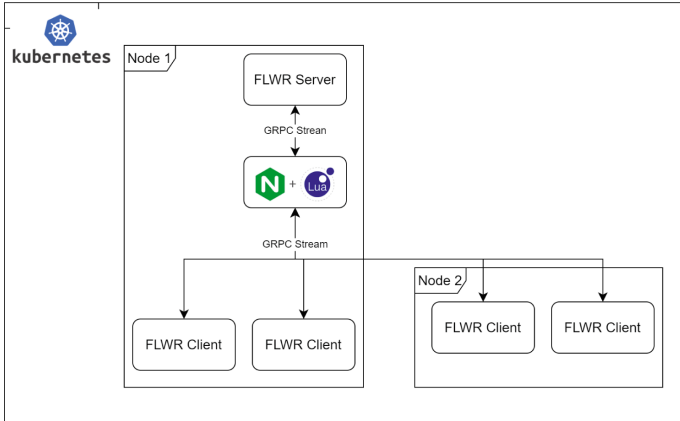 kubernetes
Node 1
FLWR Server
GRPC Strean
N + Lua
GRPC Stream
Node 2
FLWR Client
FLWR Client
FLWR Client
FLWR Client